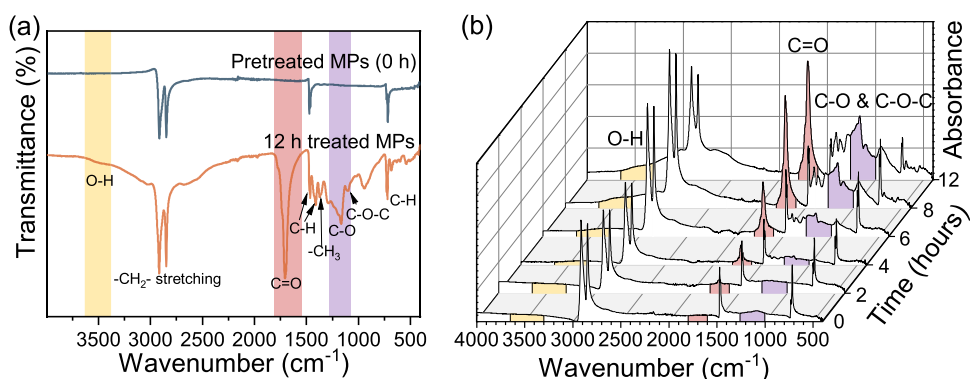 (a)
Transmittance (%)
Pretreated MPs (0 h)
12 h treated MPs
O-H
-CH₂- stretching
C=O
C-H
-CH₃
C-O
C-O-C
C-H
3500 3000 2500 2000 1500 1000 500
Wavenumber (cm⁻¹)
(b)
O-H
C=O
C-O & C-O-C
Absorbance
12
8
6
4
2
0
Time (hours)
4000 3500 3000 2500 2000 1500 1000 500
Wavenumber (cm⁻¹)